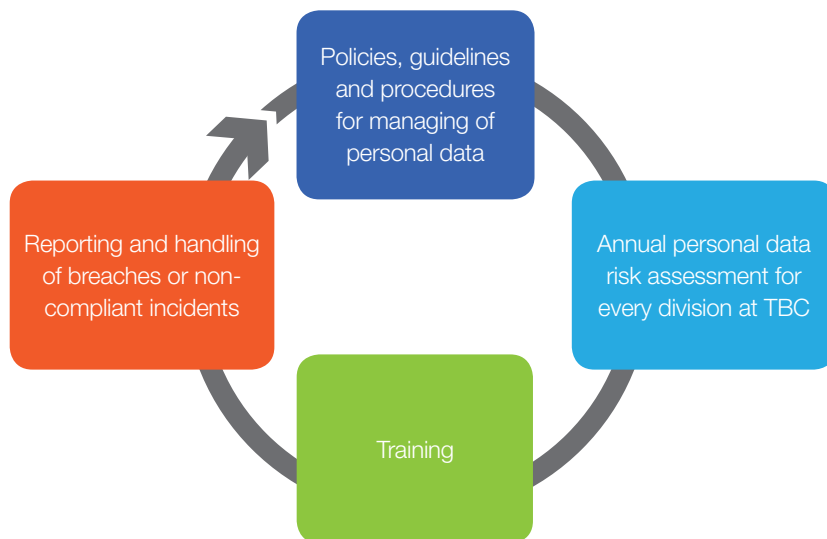 Policies, guidelines
and procedures
for managing of
personal data
Annual personal data
risk assessment for
every division at TBC
Training
Reporting and handling
of breaches or non-
compliant incidents